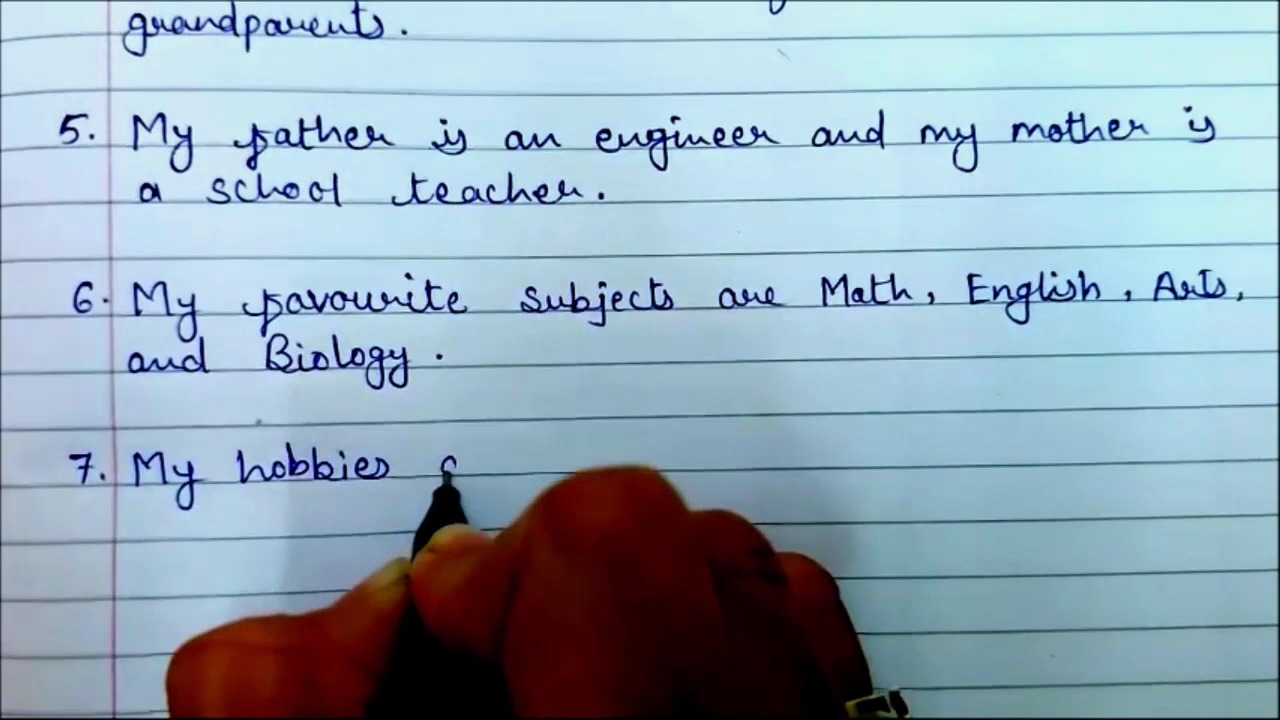 grandparents.
5. My father is an engineer and my mother is
a school teacher.
6. My favourite subjects are Math, English, Arts,
and Biology.
7. My hobbies